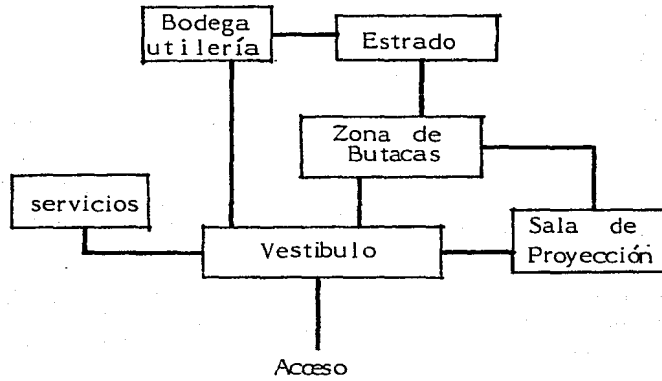 Bodega
utilería
Estrado
Zona de
Butacas
servicios
Vestibulo
Sala de
Proyección
Acceso